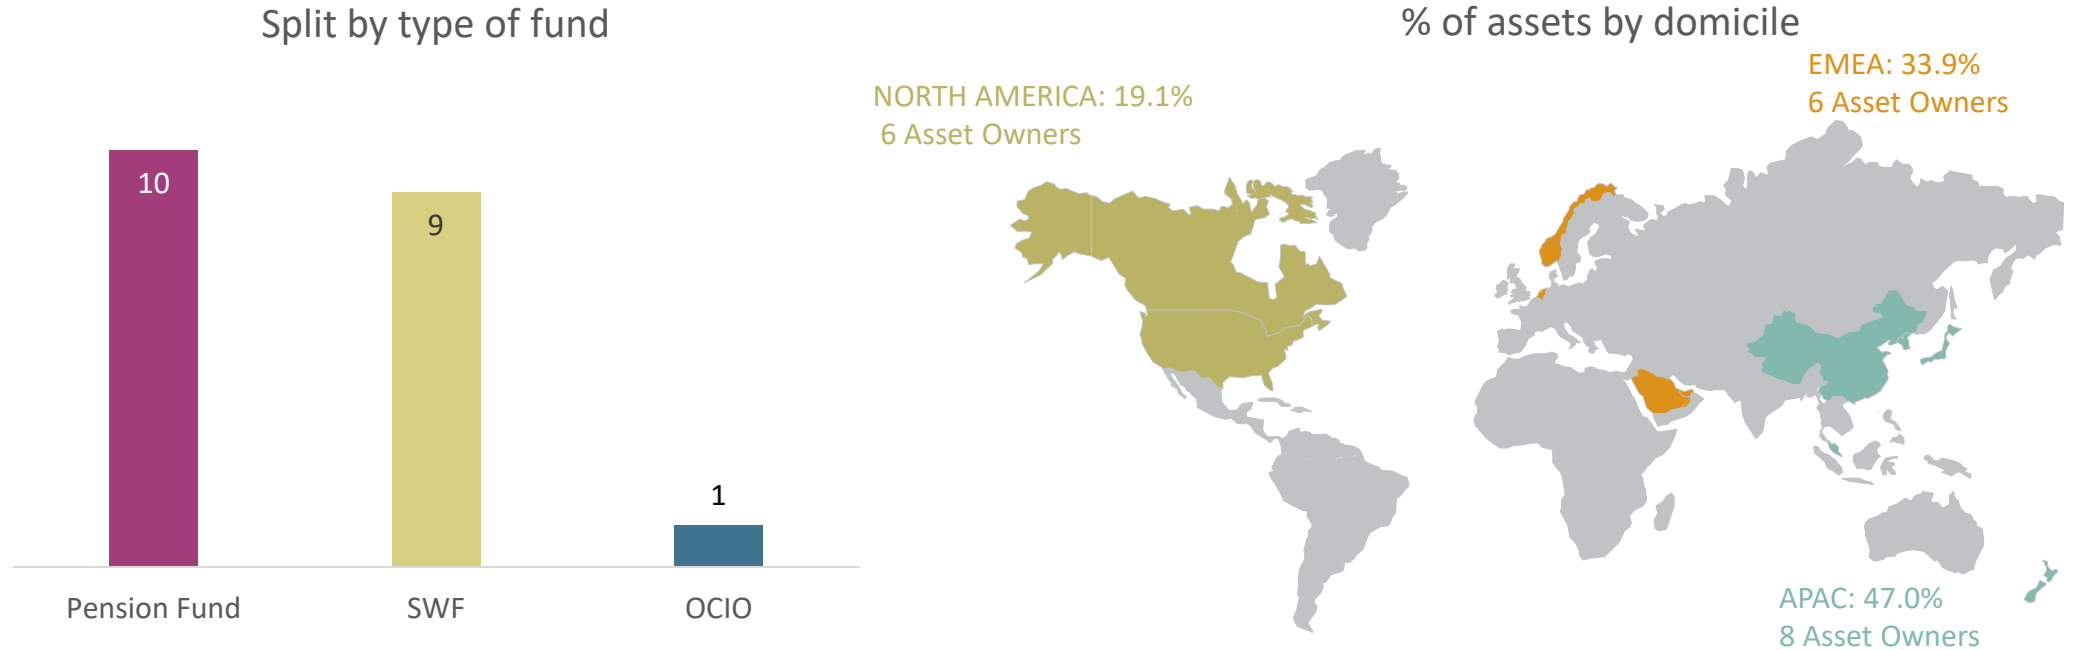 Split by type of fund
10
9
1
Pension Fund
SWF
OCIO
% of assets by domicile
NORTH AMERICA: 19.1%
6 Asset Owners
EMEA: 33.9%
6 Asset Owners
APAC: 47.0%
8 Asset Owners